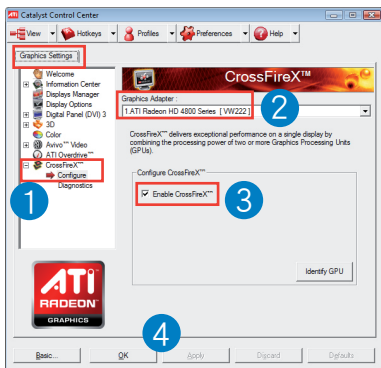 Catalyst Control Center
View Hotkeys Profiles Preferences Help
Graphics Settings
Welcome
Information Center
Displays Manager
Display Options
Digital Panel (DVI) 3
3D
Color
Avivo™ Video
ATI Overdrive™
CrossFireX™
Configure
Diagnostics
1
CrossFireX™
Graphics Adapter :
1.ATI Radeon HD 4800 Series [ VW222 ]
2
CrossFireX™ delivers exceptional performance on a single display by
combining the processing power of two or more Graphics Processing Units
(GPUs).
Configure CrossFireX™
Enable CrossFireX™
3
Identify GPU
ATI
RADEON
GRAPHICS
4
Basic... OK Apply Discard Defaults